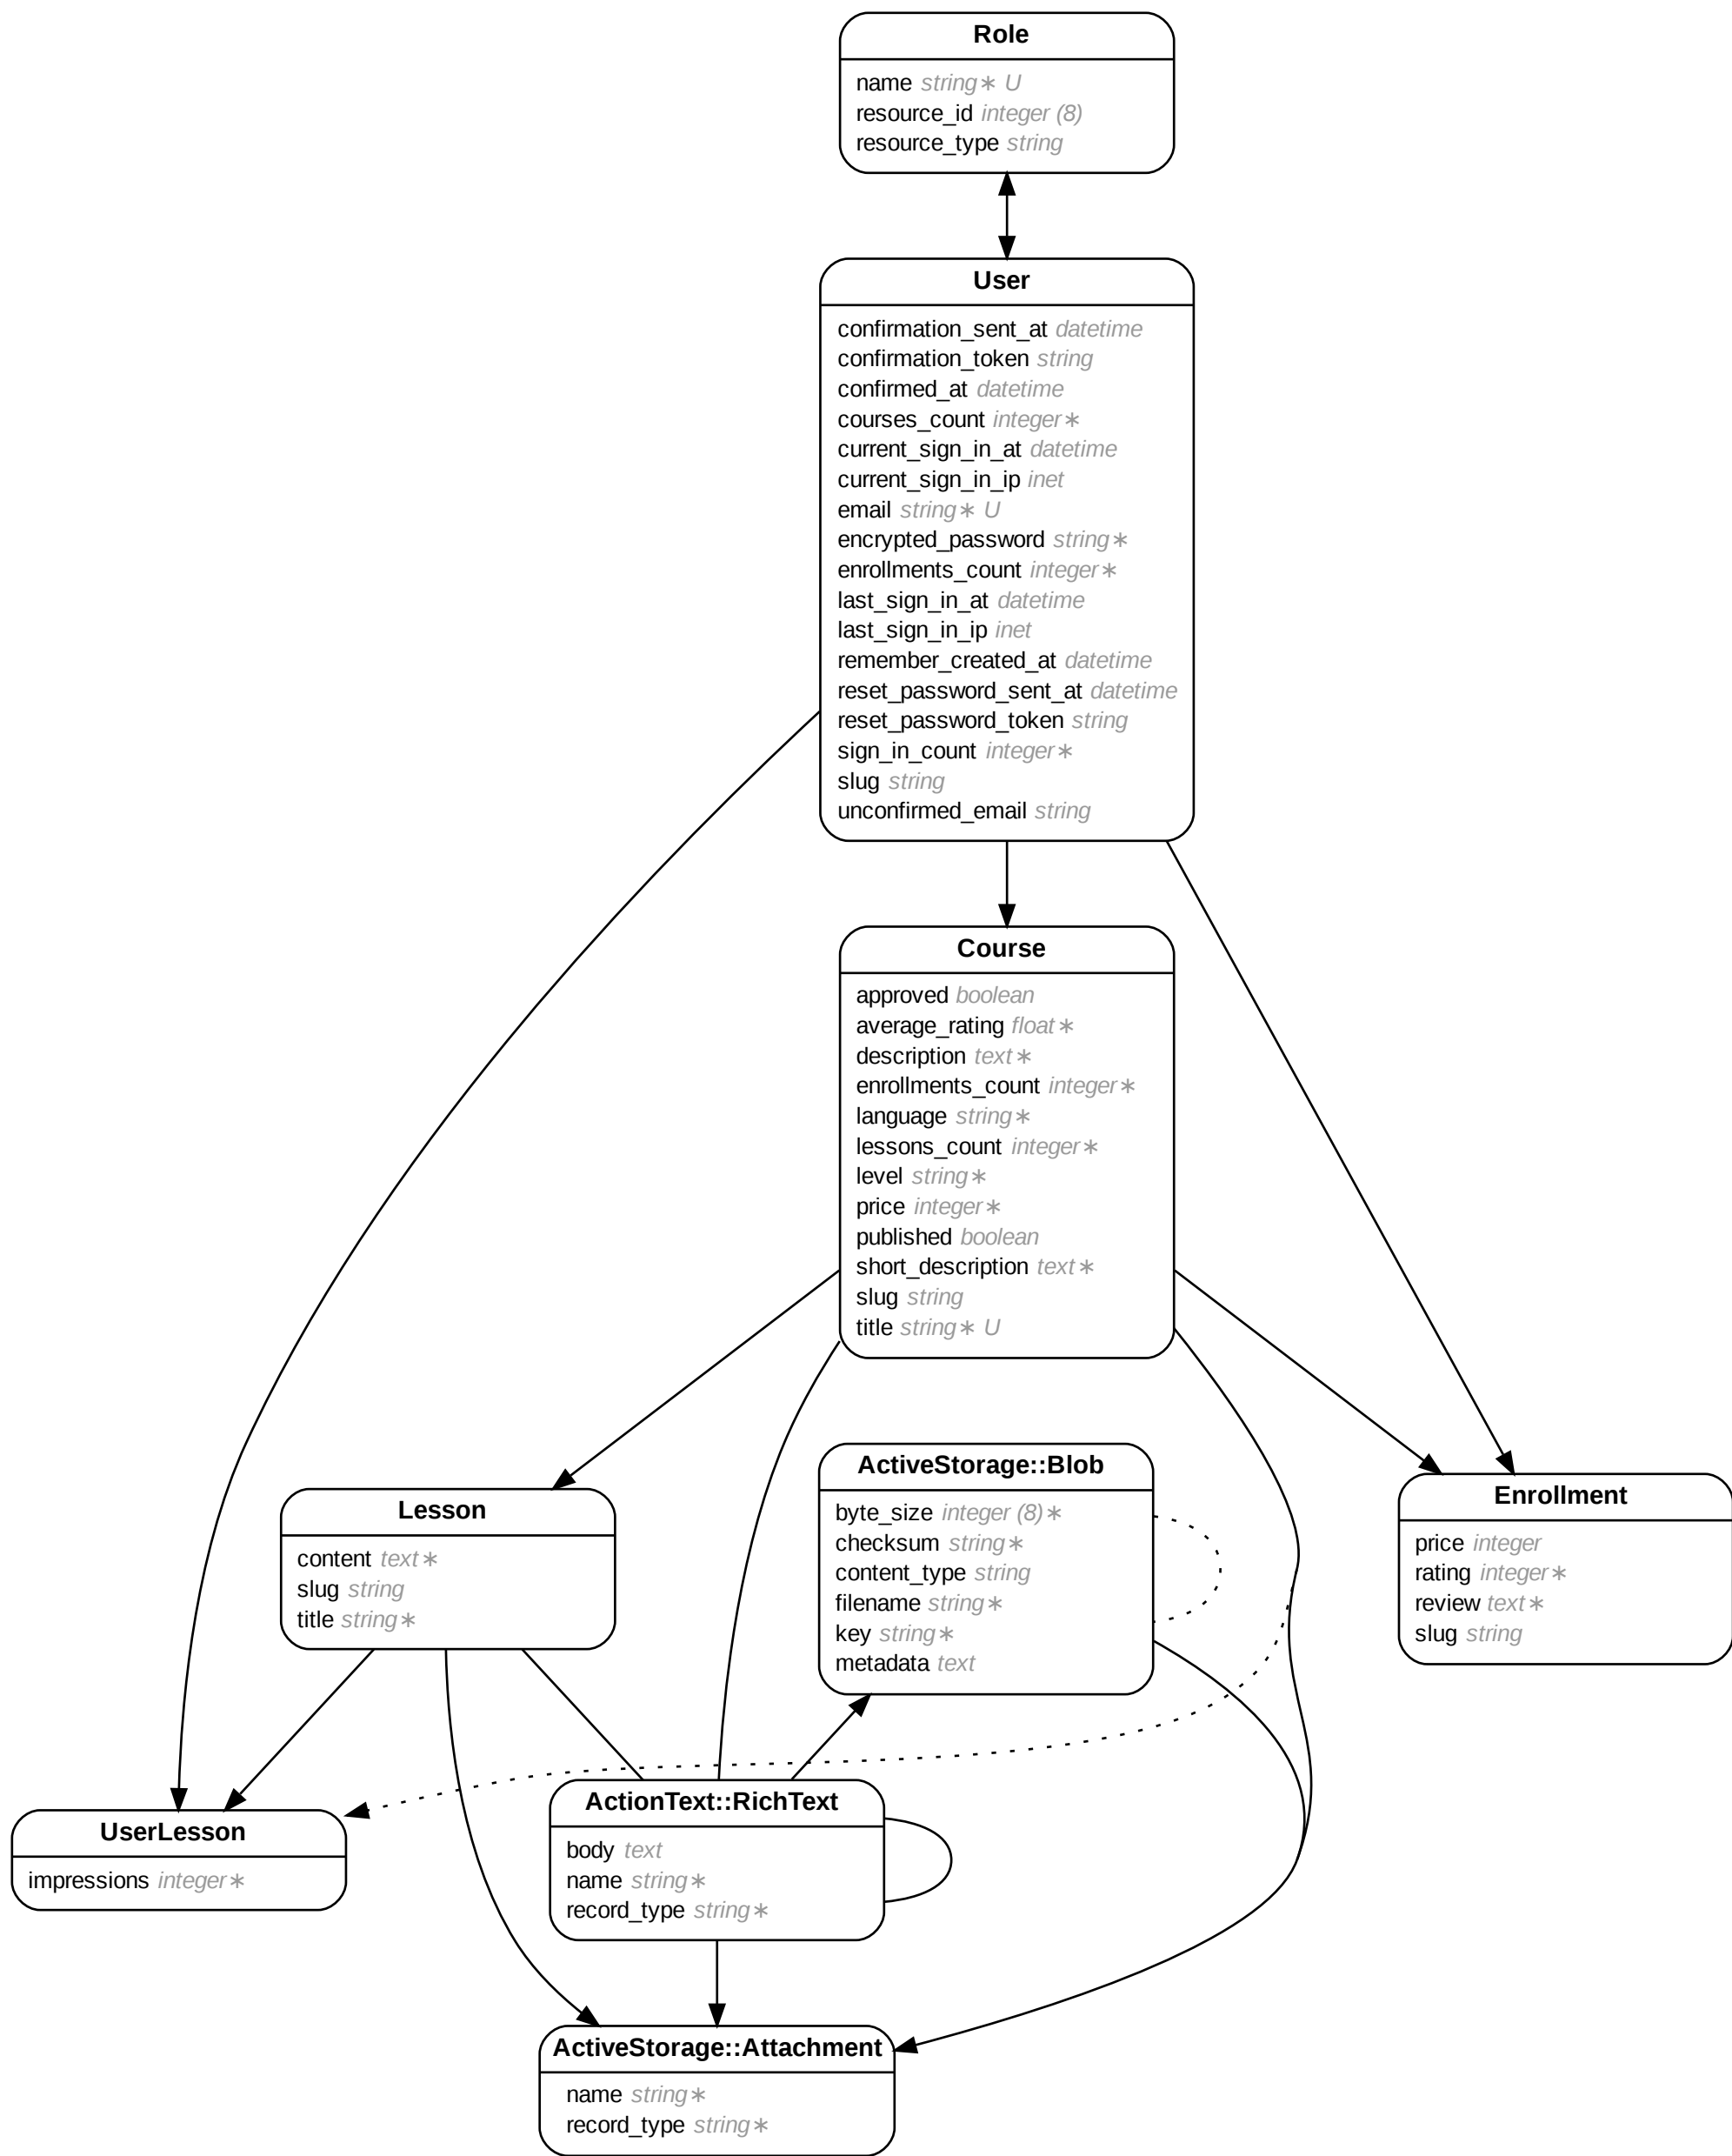 Role
name string∗ U
resource_id integer (8)
resource_type string
User
confirmation_sent_at datetime
confirmation_token string
confirmed_at datetime
courses_count integer∗
current_sign_in_at datetime
current_sign_in_ip inet
email string∗ U
encrypted_password string∗
enrollments_count integer∗
last_sign_in_at datetime
last_sign_in_ip inet
remember_created_at datetime
reset_password_sent_at datetime
reset_password_token string
sign_in_count integer∗
slug string
unconfirmed_email string
Course
approved boolean
average_rating float∗
description text∗
enrollments_count integer∗
language string∗
lessons_count integer∗
level string∗
price integer∗
published boolean
short_description text∗
slug string
title string∗ U
Lesson
content text∗
slug string
title string∗
ActiveStorage::Blob
byte_size integer (8)∗
checksum string∗
content_type string
filename string∗
key string∗
metadata text
Enrollment
price integer
rating integer∗
review text∗
slug string
UserLesson
impressions integer∗
ActionText::RichText
body text
name string∗
record_type string∗
ActiveStorage::Attachment
name string∗
record_type string∗